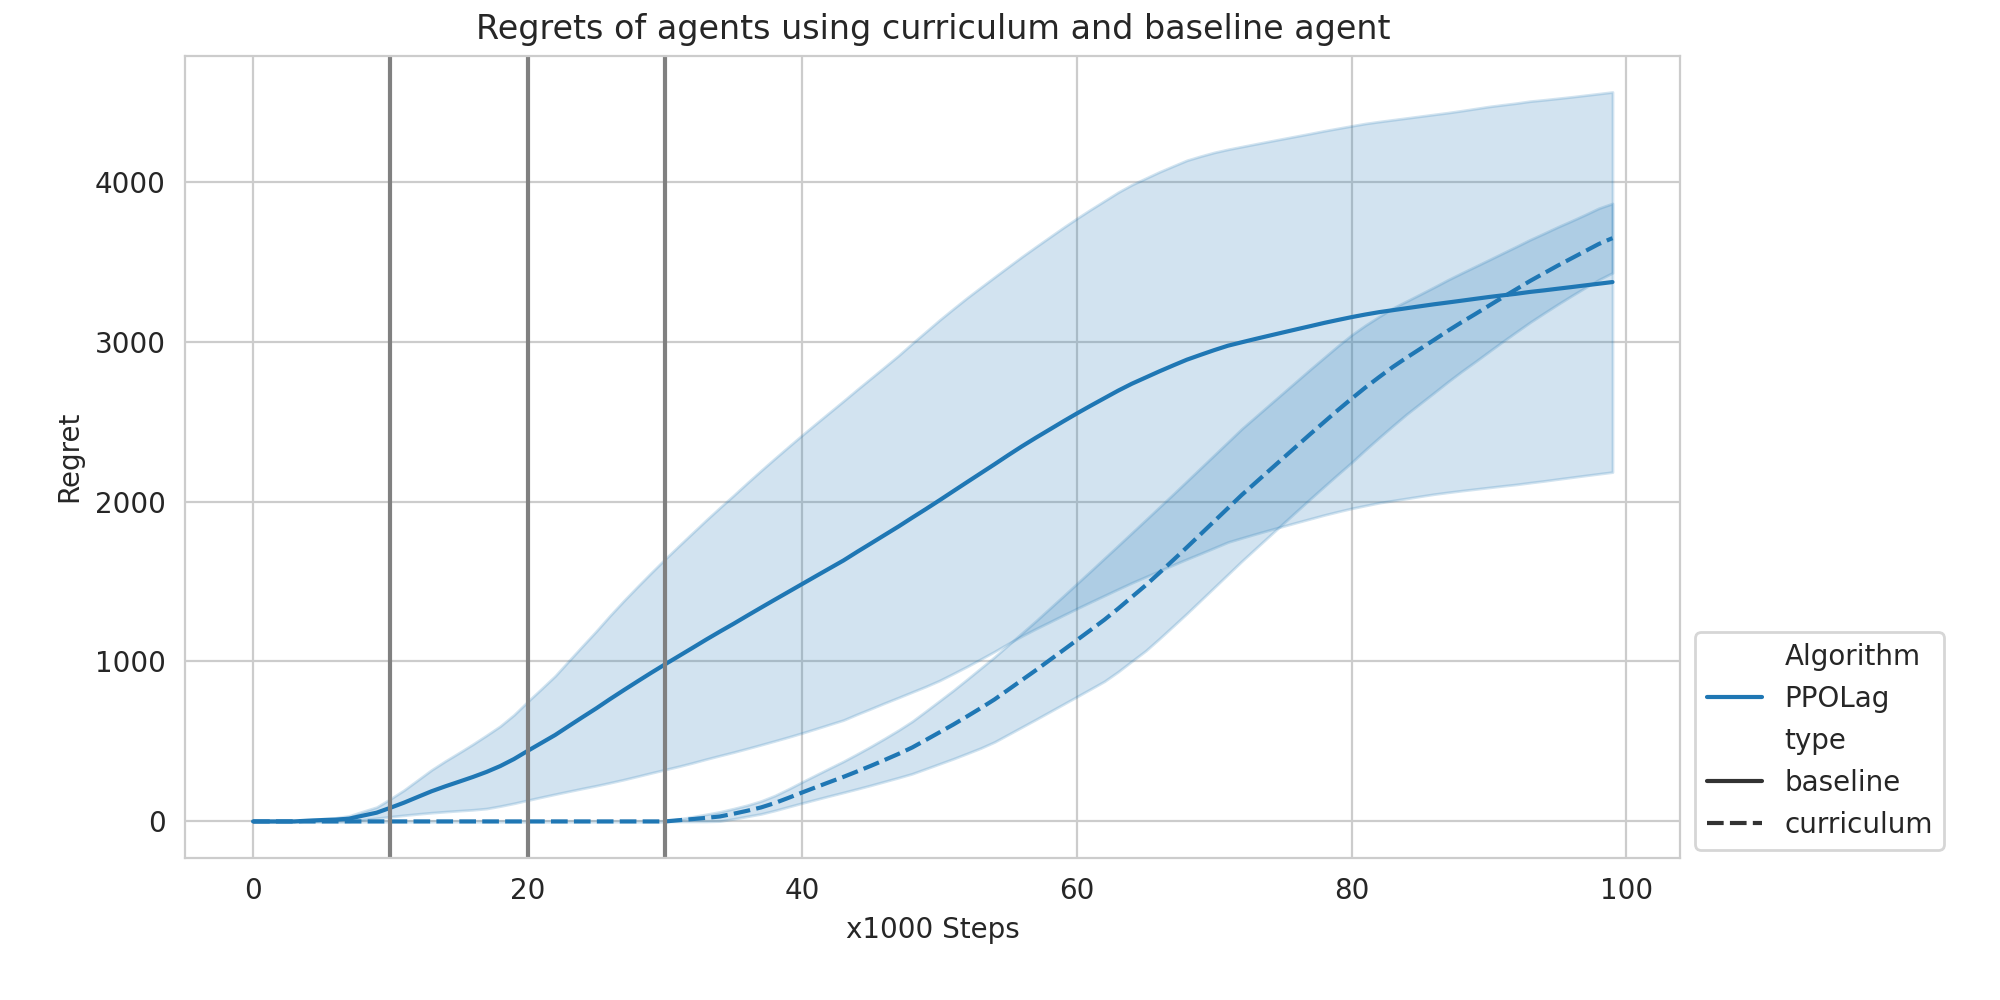 Regrets of agents using curriculum and baseline agent
4000
3000
2000
1000
0
Regret
0 20 40 60 80 100
x1000 Steps
Algorithm
PPOLag
type
baseline
curriculum